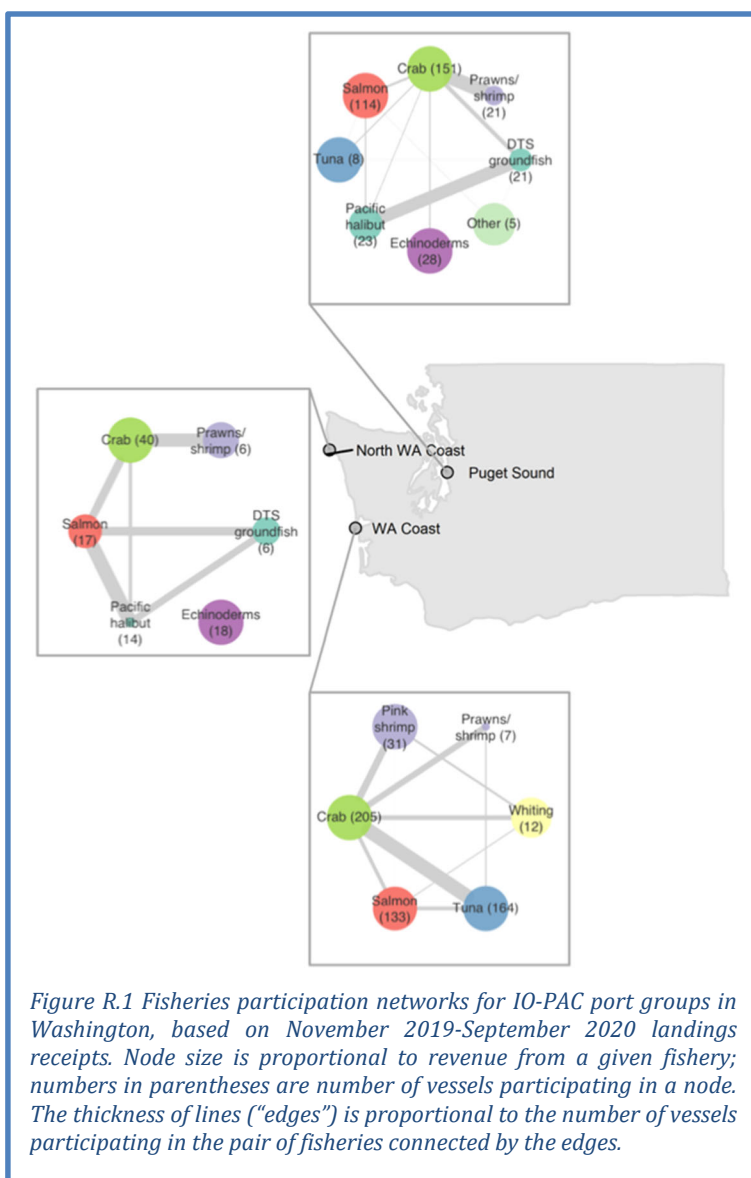 Crab (151)
Prawns/
shrimp
(21)
Salmon
(114)
DTS
groundfish
(21)
Tuna (8)
Pacific
halibut
(23)
Other (5)
Echinoderms
(28)
Crab (40)
Prawns/
shrimp (6)
Salmon
(17)
DTS
groundfish
(6)
Pacific
halibut
(14)
Echinoderms
(18)
North WA Coast
Puget Sound
WA Coast
Pink
shrimp
(31)
Prawns/
shrimp (7)
Crab (205)
Whiting
(12)
Salmon
(133)
Tuna (164)
Figure R.1 Fisheries participation networks for IO-PAC port groups in
Washington, based on November 2019-September 2020 landings
receipts. Node size is proportional to revenue from a given fishery;
numbers in parentheses are number of vessels participating in a node.
The thickness of lines (“edges”) is proportional to the number of vessels
participating in the pair of fisheries connected by the edges.